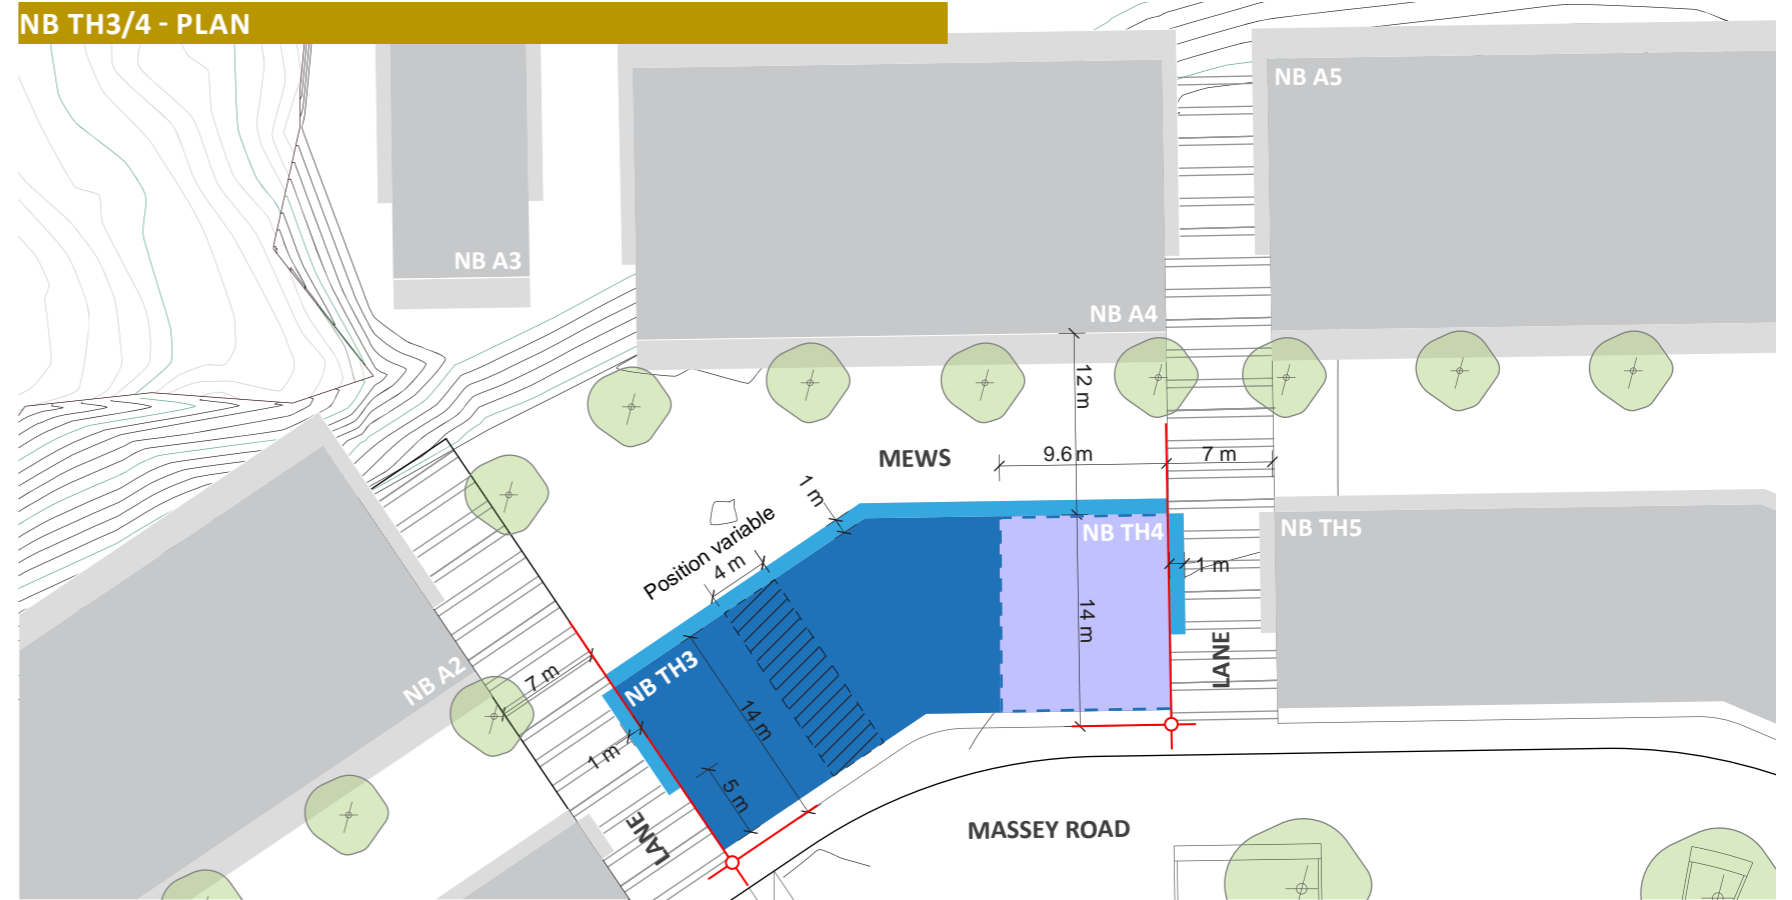 NB TH3/4 - PLAN
NB A5
NB A3
NB A4
12 m
MEWS
9.6 m
7 m
1 m
Position variable
4 m
NB TH4
NB TH5
1 m
14 m
NB TH3
NB A2
7 m
14 m
1 m
5 m
LANE
LANE
MASSEY ROAD